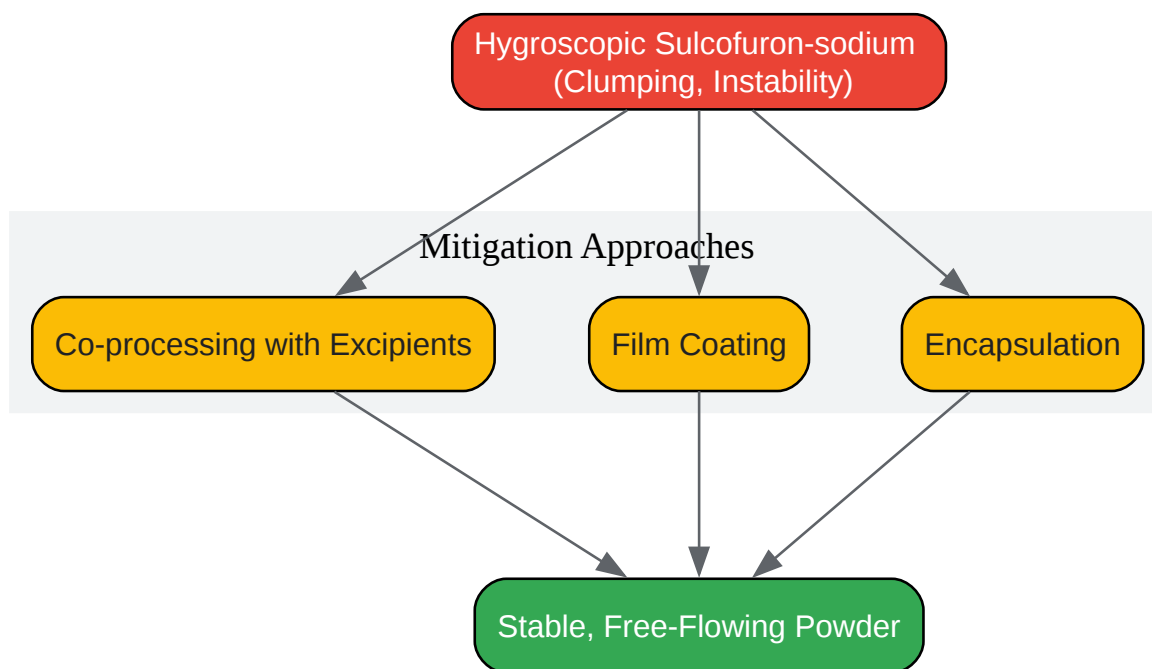 Hygroscopic Sulcofuron-sodium
(Clumping, Instability)
Mitigation Approaches
Co-processing with Excipients
Film Coating
Encapsulation
Stable, Free-Flowing Powder